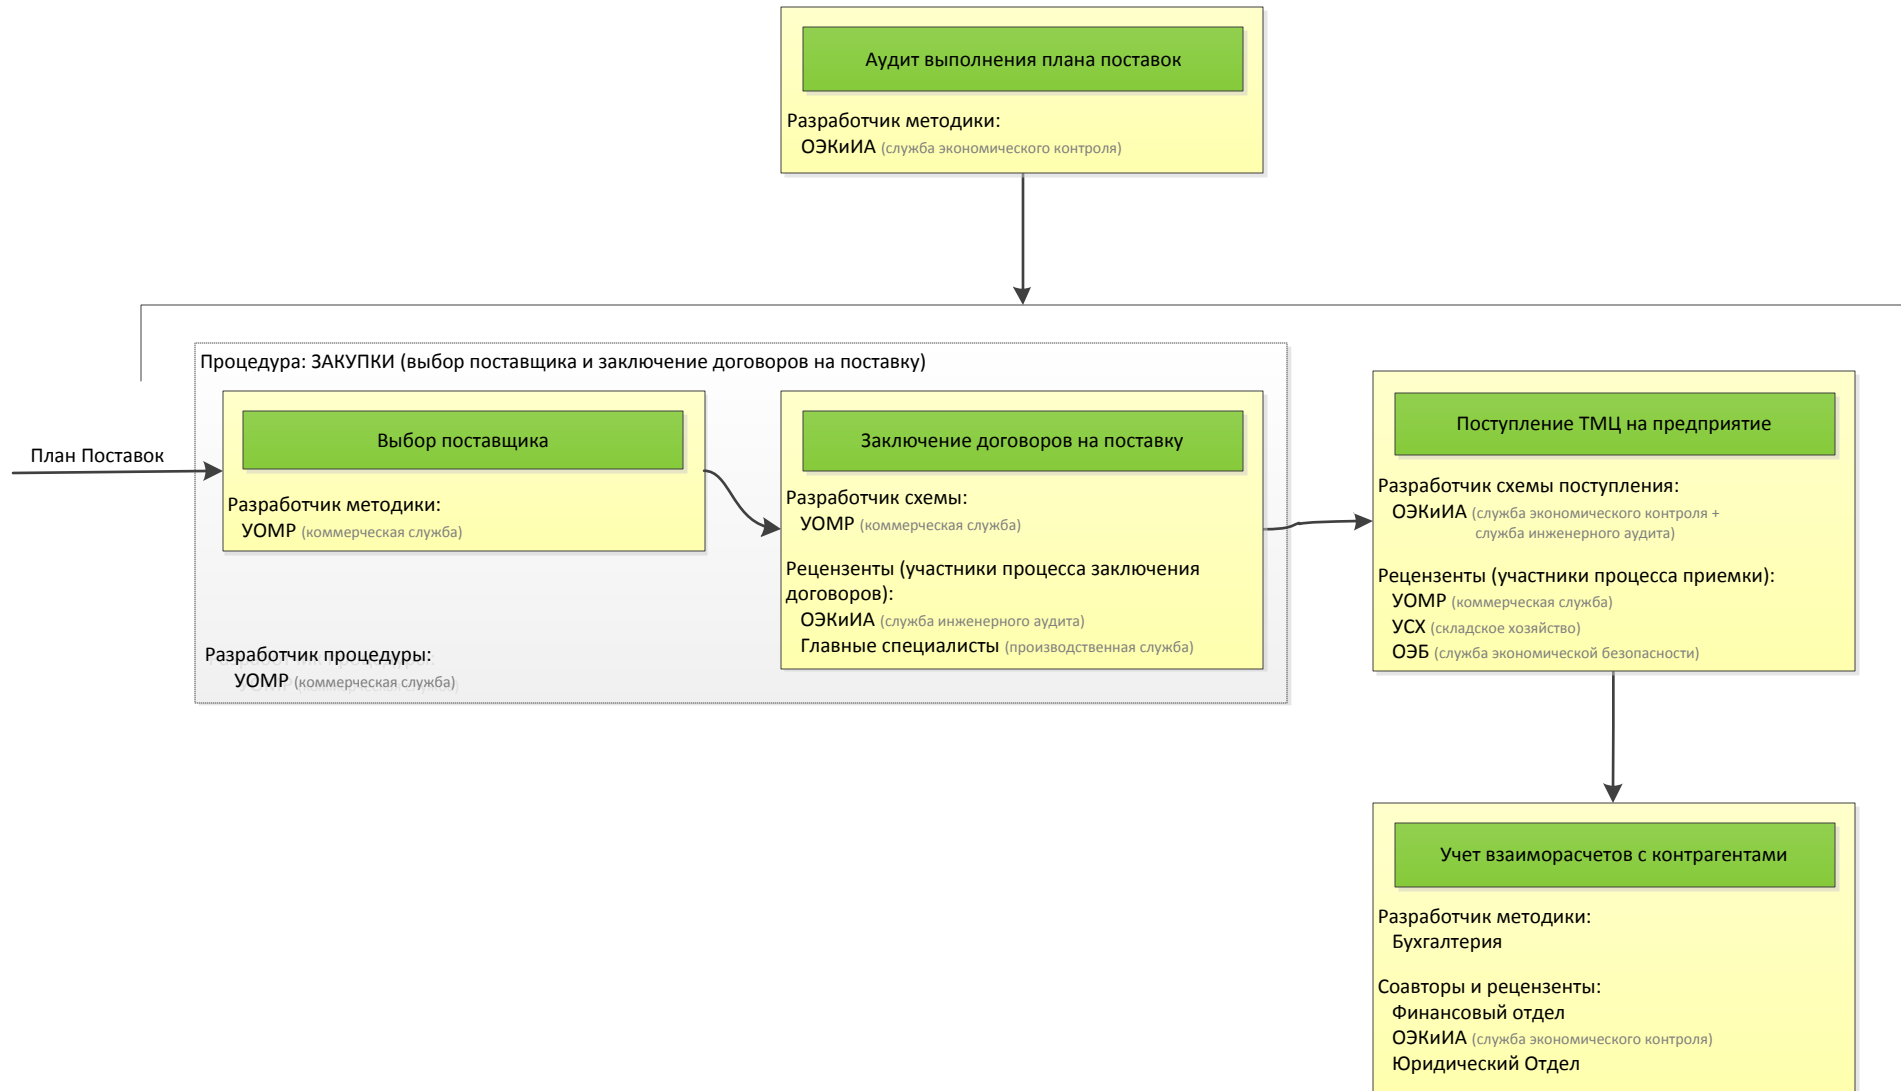 Аудит выполнения плана поставок
Разработчик методики:
ОЭКиИА (служба экономического контроля)
Процедура: ЗАКУПКИ (выбор поставщика и заключение договоров на поставку)
План Поставок
Выбор поставщика
Разработчик методики:
УОМР (коммерческая служба)
Разработчик процедуры:
УОМР (коммерческая служба)
Заключение договоров на поставку
Разработчик схемы:
УОМР (коммерческая служба)
Рецензенты (участники процесса заключения
договоров):
ОЭКиИА (служба инженерного аудита)
Главные специалисты (производственная служба)
Поступление ТМЦ на предприятие
Разработчик схемы поступления:
ОЭКиИА (служба экономического контроля +
служба инженерного аудита)
Рецензенты (участники процесса приемки):
УОМР (коммерческая служба)
УСХ (складское хозяйство)
ОЭБ (служба экономической безопасности)
Учет взаиморасчетов с контрагентами
Разработчик методики:
Бухгалтерия
Соавторы и рецензенты:
Финансовый отдел
ОЭКиИА (служба экономического контроля)
Юридический Отдел